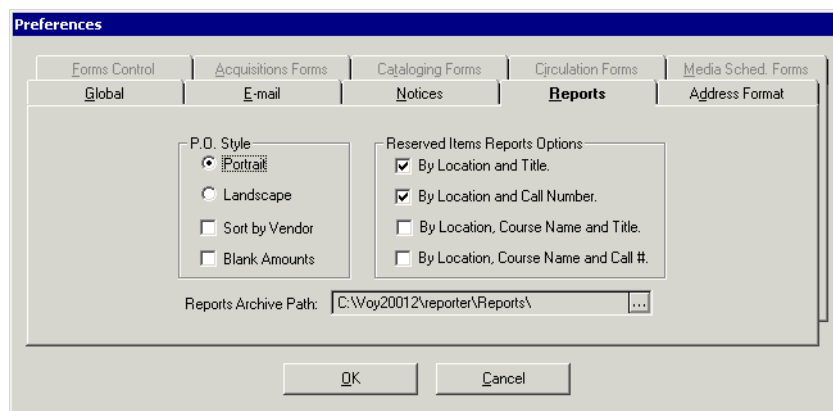 Preferences
Forms Control Acquisitions Forms Cataloging Forms Circulation Forms Media Sched. Forms
Global E-mail Notices Reports Address Format
P.O. Style
Portrait
Landscape
Sort by Vendor
Blank Amounts
Reserved Items Reports Options
By Location and Title.
By Location and Call Number.
By Location, Course Name and Title.
By Location, Course Name and Call #.
Reports Archive Path: C:\Voy20012\reporter\Reports\ ...
OK Cancel